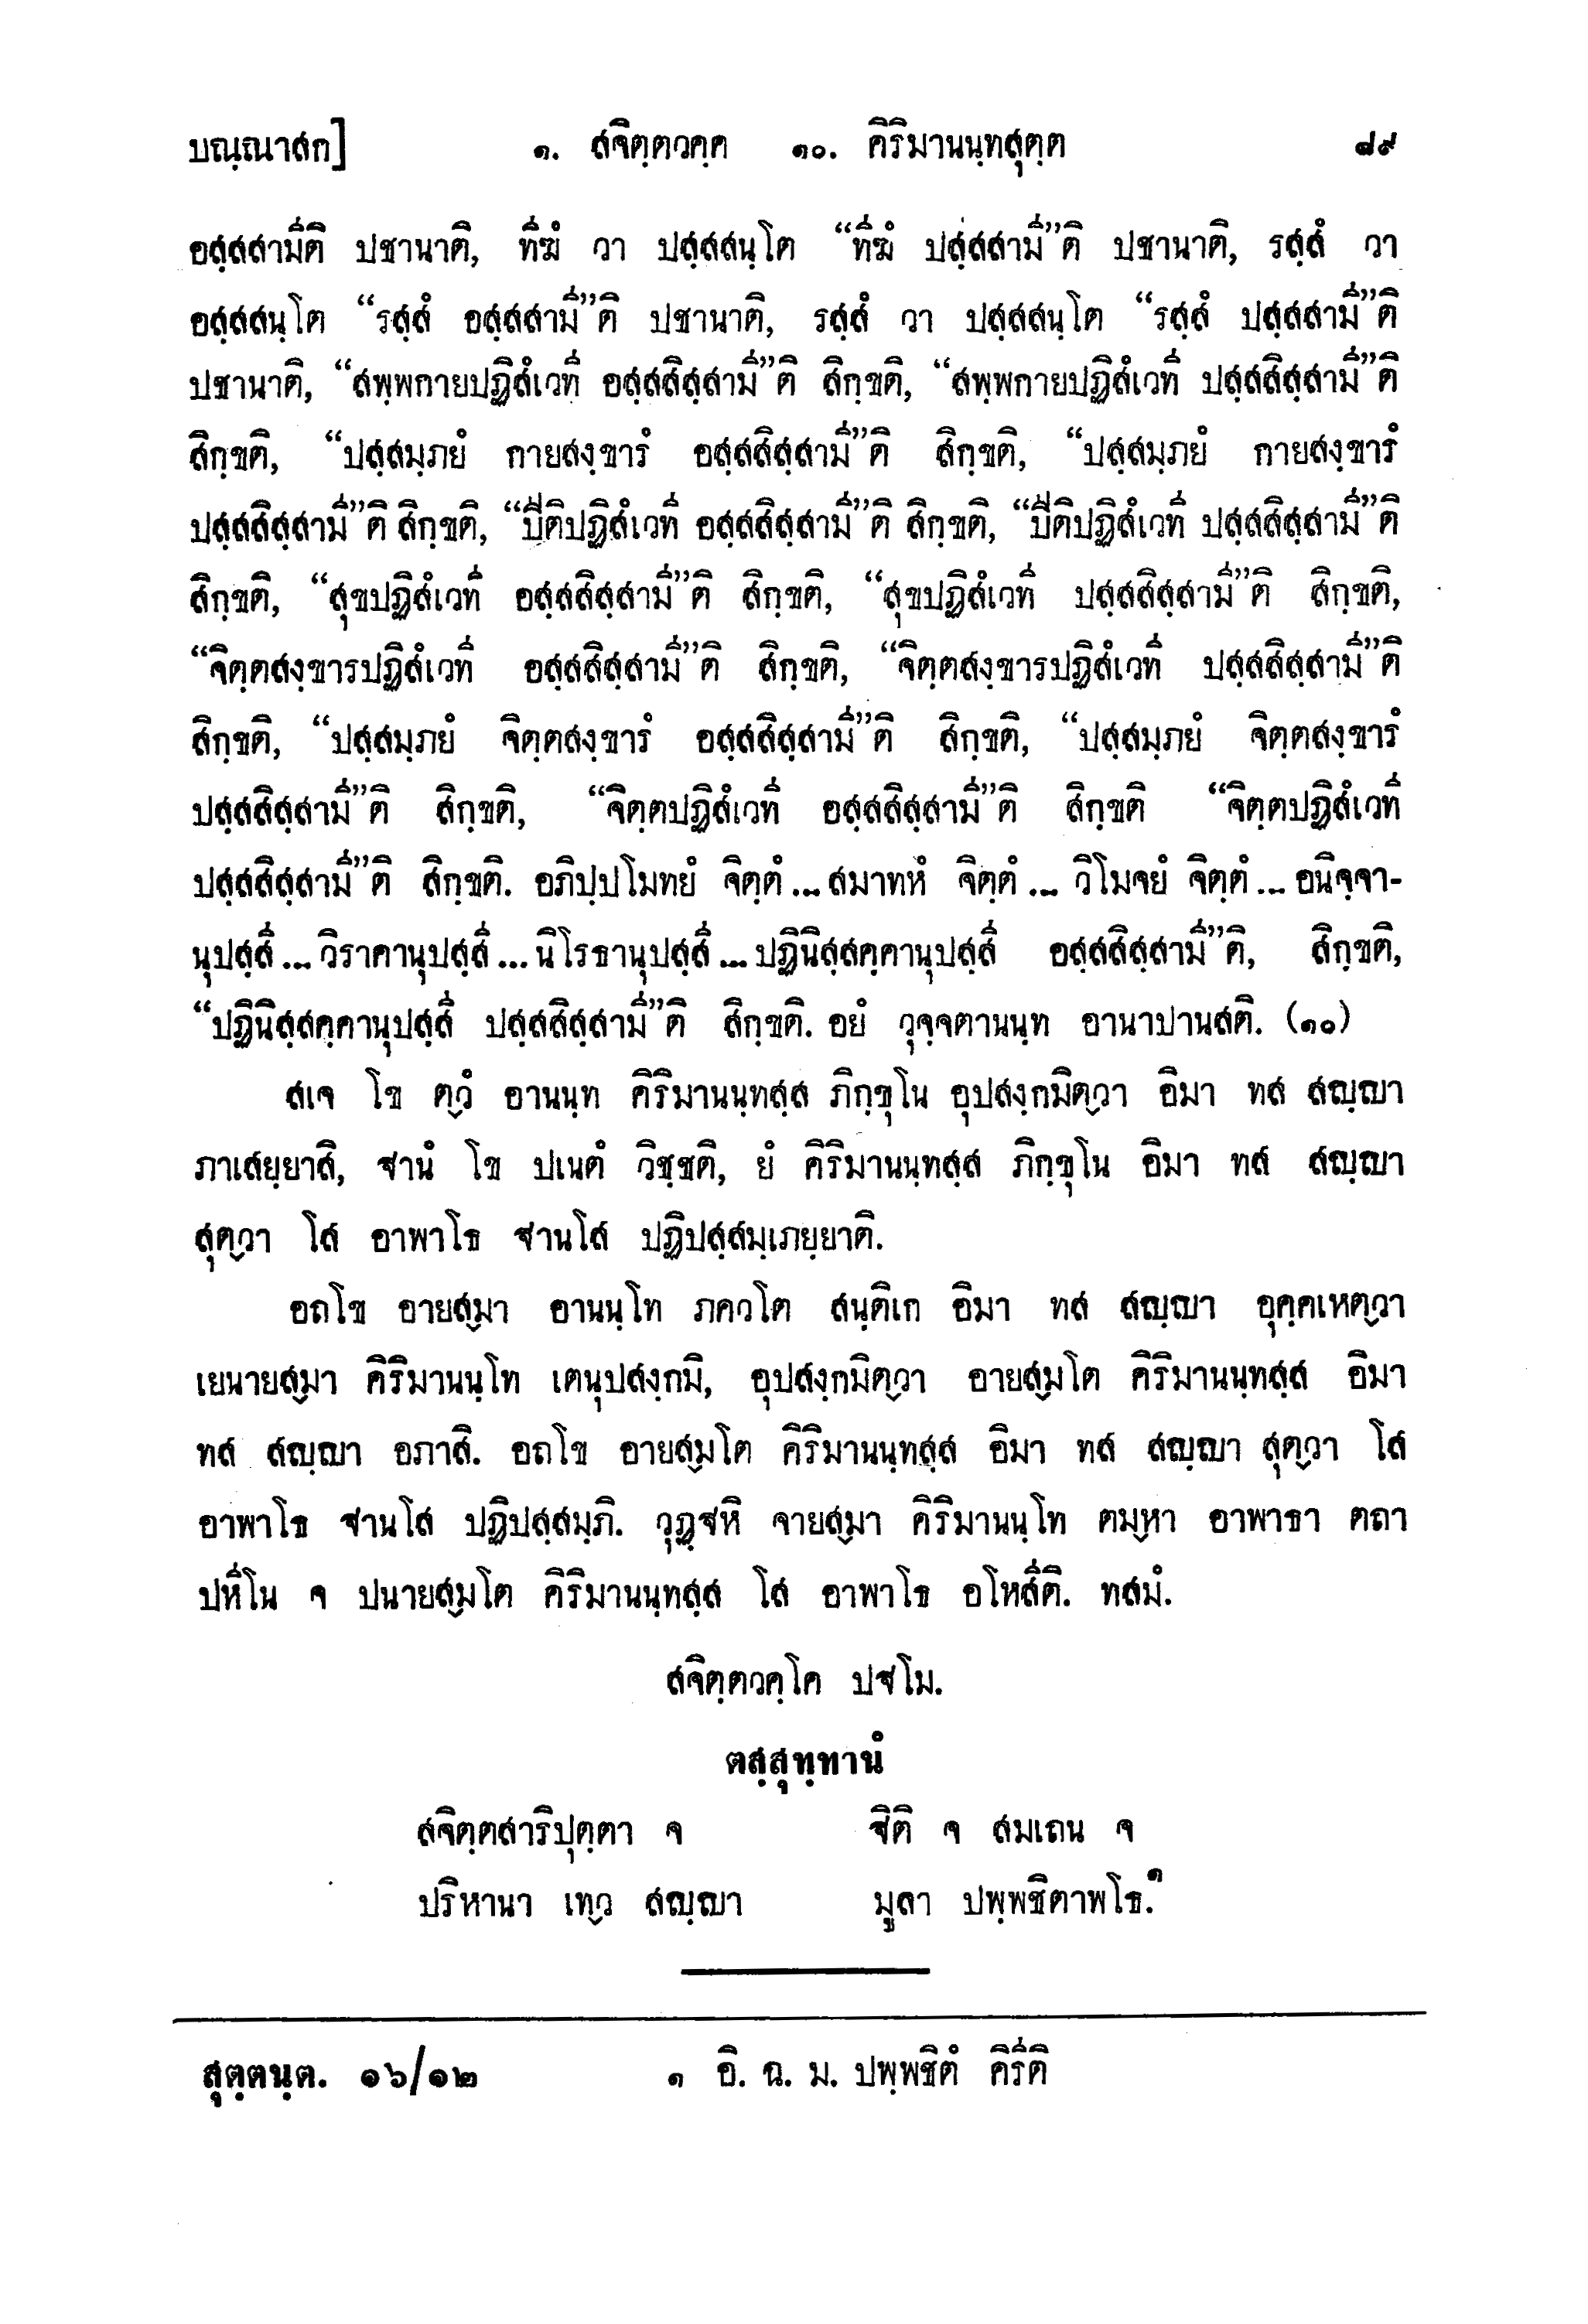 ปณฺณาสก] ๑. สจิตฺตวคฺค ๑๐. คิริมานนฺทสุตฺต ๘๙
อสฺสสามีติ ปชานาติ, ทีฆํ วา ปสฺสสนฺโต “ทีฆํ ปสฺสสามี”ติ ปชานาติ, รสฺสํ วา
อสฺสสนฺโต “รสฺสํ อสฺสสามี”ติ ปชานาติ, รสฺสํ วา ปสฺสสนฺโต “รสฺสํ ปสฺสสามี”ติ
ปชานาติ, “สพฺพกายปฏิสํเวที อสฺสสิสฺสามี”ติ สิกฺขติ, “สพฺพกายปฏิสํเวที ปสฺสสิสฺสามี”ติ
สิกฺขติ, “ปสฺสมฺภยํ กายสงฺขารํ อสฺสสิสฺสามี”ติ สิกฺขติ, “ปสฺสมฺภยํ กายสงฺขารํ
ปสฺสสิสฺสามี”ติ สิกฺขติ, “ปีติปฏิสํเวที อสฺสสิสฺสามี”ติ สิกฺขติ, “ปีติปฏิสํเวที ปสฺสสิสฺสามี”ติ
สิกฺขติ, “สุขปฏิสํเวที อสฺสสิสฺสามี”ติ สิกฺขติ, “สุขปฏิสํเวที ปสฺสสิสฺสามี”ติ สิกฺขติ,
“จิตฺตสงฺขารปฏิสํเวที อสฺสสิสฺสามี”ติ สิกฺขติ, “จิตฺตสงฺขารปฏิสํเวที ปสฺสสิสฺสามี”ติ
สิกฺขติ, “ปสฺสมฺภยํ จิตฺตสงฺขารํ อสฺสสิสฺสามี”ติ สิกฺขติ, “ปสฺสมฺภยํ จิตฺตสงฺขารํ
ปสฺสสิสฺสามี”ติ สิกฺขติ, “จิตฺตปฏิสํเวที อสฺสสิสฺสามี”ติ สิกฺขติ “จิตฺตปฏิสํเวที
ปสฺสสิสฺสามี”ติ สิกฺขติ. อภิปฺปโมทยํ จิตฺตํ ... สมาทหํ จิตฺตํ ... วิโมจยํ จิตฺตํ ... อนิจฺจา-
นุปสฺสี ... วิราคานุปสฺสี ... นิโรธานุปสฺสี ... ปฏินิสฺสคฺคานุปสฺสี อสฺสสิสฺสามี”ติ, สิกฺขติ,
“ปฏินิสฺสคฺคานุปสฺสี ปสฺสสิสฺสามี”ติ สิกฺขติ. อยํ วุจฺจตานนฺท อานาปานสติ. (๑๐)
สเจ โข ตฺวํ อานนฺท คิริมานนฺทสฺส ภิกฺขุโน อุปสงฺกมิตฺวา อิมา ทส สญฺญา
ภาเสยฺยาสิ, ฐานํ โข ปเนตํ วิชฺชติ, ยํ คิริมานนฺทสฺส ภิกฺขุโน อิมา ทส สญฺญา
สุตฺวา โส อาพาโธ ฐานโส ปฏิปสฺสมฺเภยฺยาติ.
อถโข อายสฺมา อานนฺโท ภควโต สนฺติเก อิมา ทส สญฺญา อุคฺคเหตฺวา
เยนายสฺมา คิริมานนฺโท เตนุปสงฺกมิ, อุปสงฺกมิตฺวา อายสฺมโต คิริมานนฺทสฺส อิมา
ทส สญฺญา อภาสิ. อถโข อายสฺมโต คิริมานนฺทสฺส อิมา ทส สญฺญา สุตฺวา โส
อาพาโธ ฐานโส ปฏิปสฺสมฺภิ. วุฏฺฐหิ จายสฺมา คิริมานนฺโท ตมฺหา อาพาธา ตถา
ปหีโน จ ปนายสฺมโต คิริมานนฺทสฺส โส อาพาโธ อโหสีติ. ทสมํ.
สจิตฺตวคฺโค ปฐโม.
ตสฺสุทฺทานํ
สจิตฺตสาริปุตฺตา จ ฐิติ จ สมเถน จ
ปริหานา เทฺว สญฺญา มูลา ปพฺพชิตาพโธ.๑
สุตฺตนฺต. ๑๖/๑๒ ๑ อิ. ฉ. ม. ปพฺพชิตํ คิรีติ